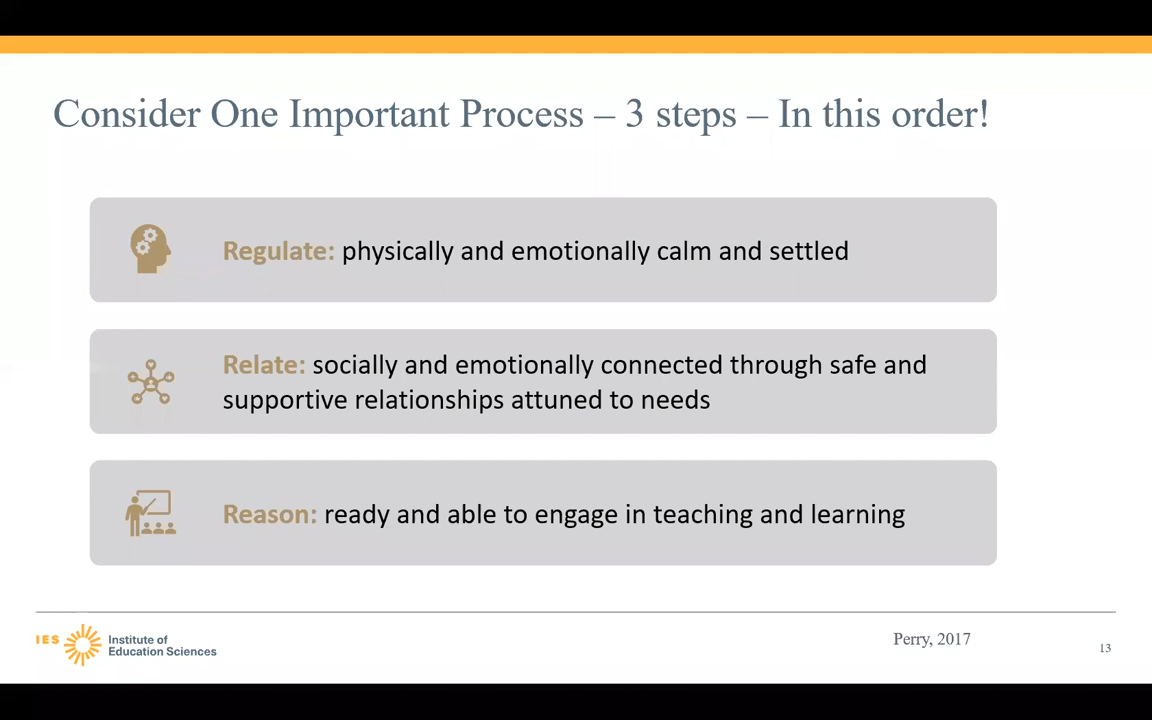 Consider One Important Process – 3 steps – In this order!
Regulate: physically and emotionally calm and settled
Relate: socially and emotionally connected through safe and
supportive relationships attuned to needs
Reason: ready and able to engage in teaching and learning
IES
Institute of
Education Sciences
Perry, 2017
13